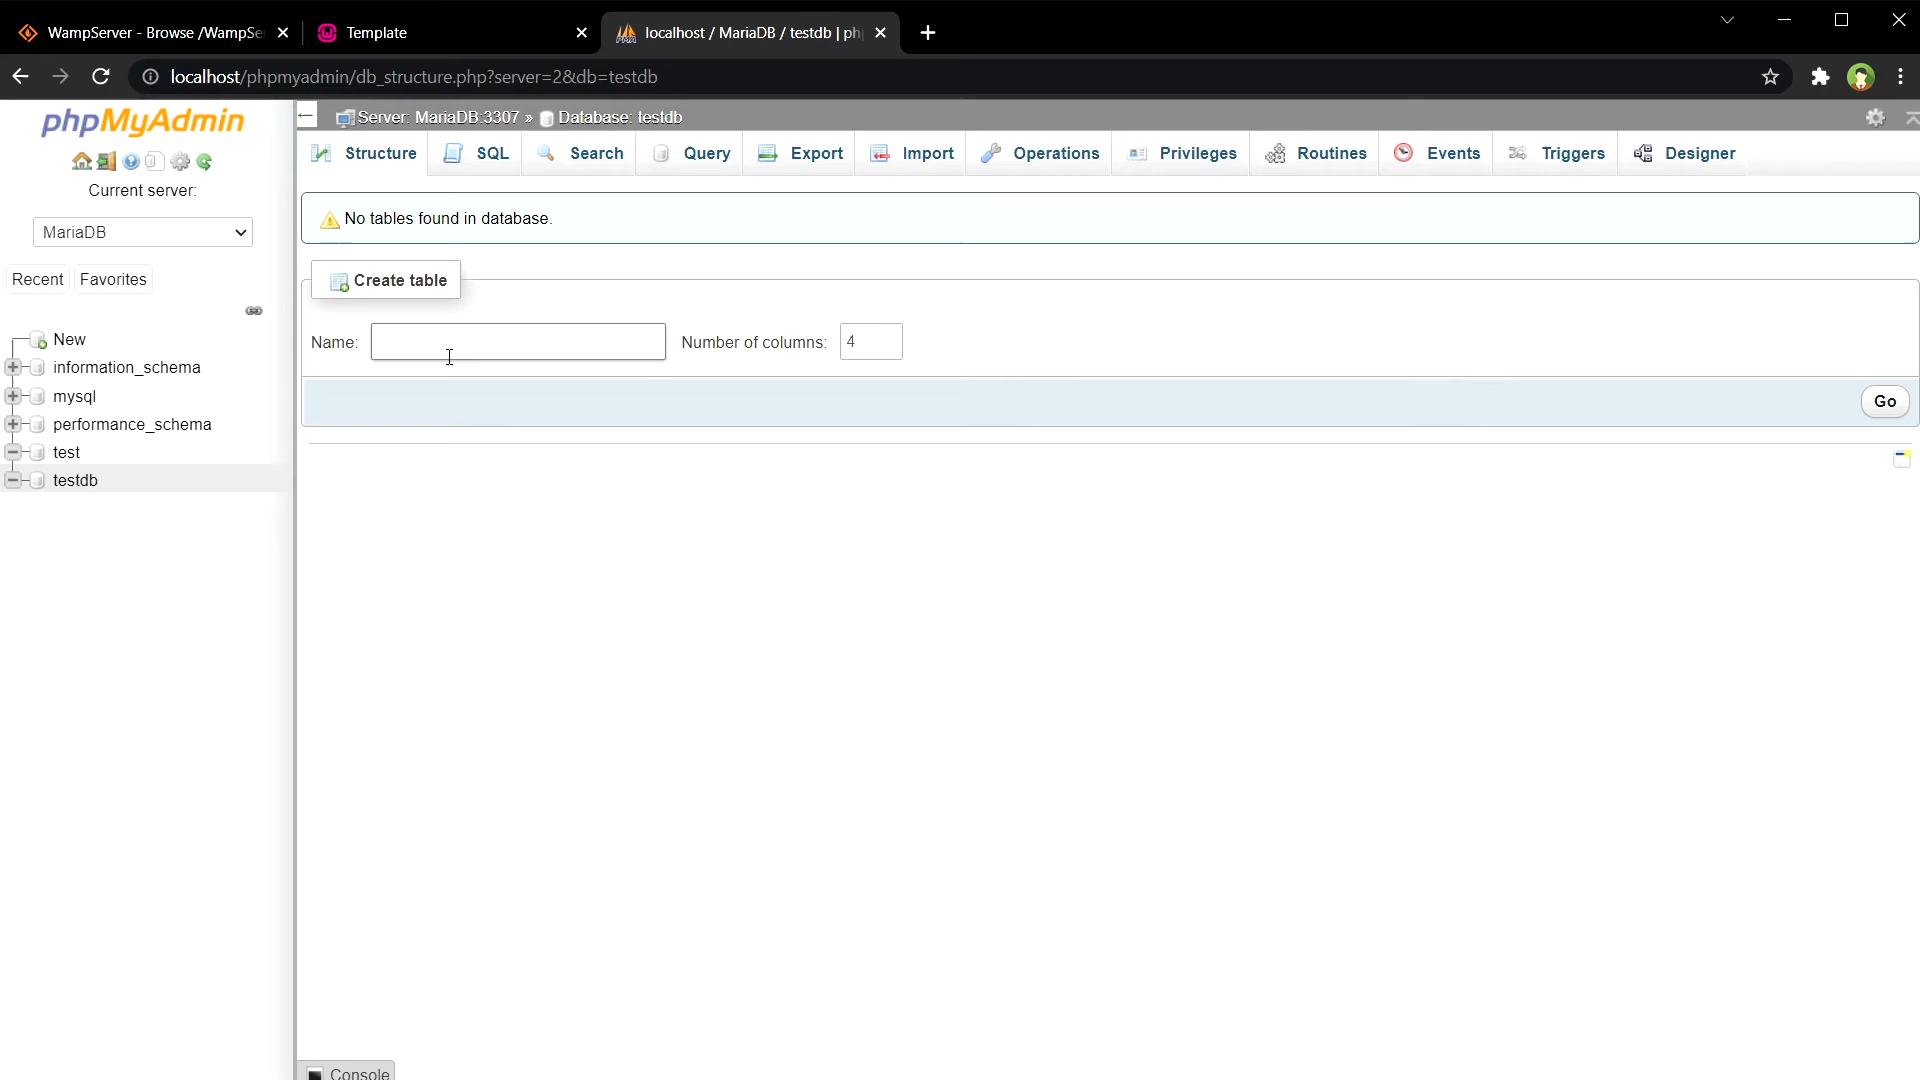 WampServer - Browse /WampSe
Template
localhost / MariaDB / testdb | ph
localhost/phpmyadmin/db_structure.php?server=2&db=testdb
phpMyAdmin
Current server:
MariaDB
Recent Favorites
New
information_schema
mysql
performance_schema
test
testdb
Server: MariaDB:3307 » Database: testdb
Structure SQL Search Query Export Import Operations Privileges Routines Events Triggers Designer
No tables found in database.
Create table
Name: Number of columns: 4
Go
Console